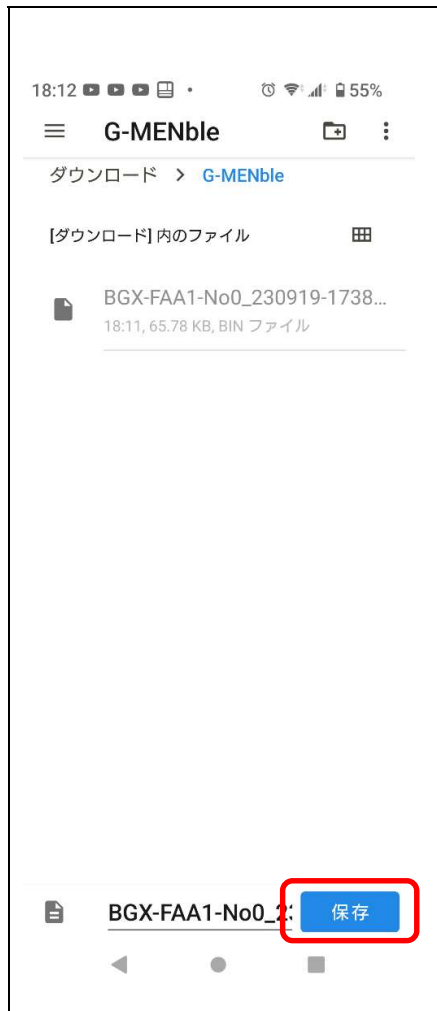 18:12 55%
G-MENble
ダウンロード > G-MENble
[ダウンロード] 内のファイル
BGX-FAA1-No0_230919-1738...
18:11, 65.78 KB, BIN ファイル
BGX-FAA1-No0_23 保存